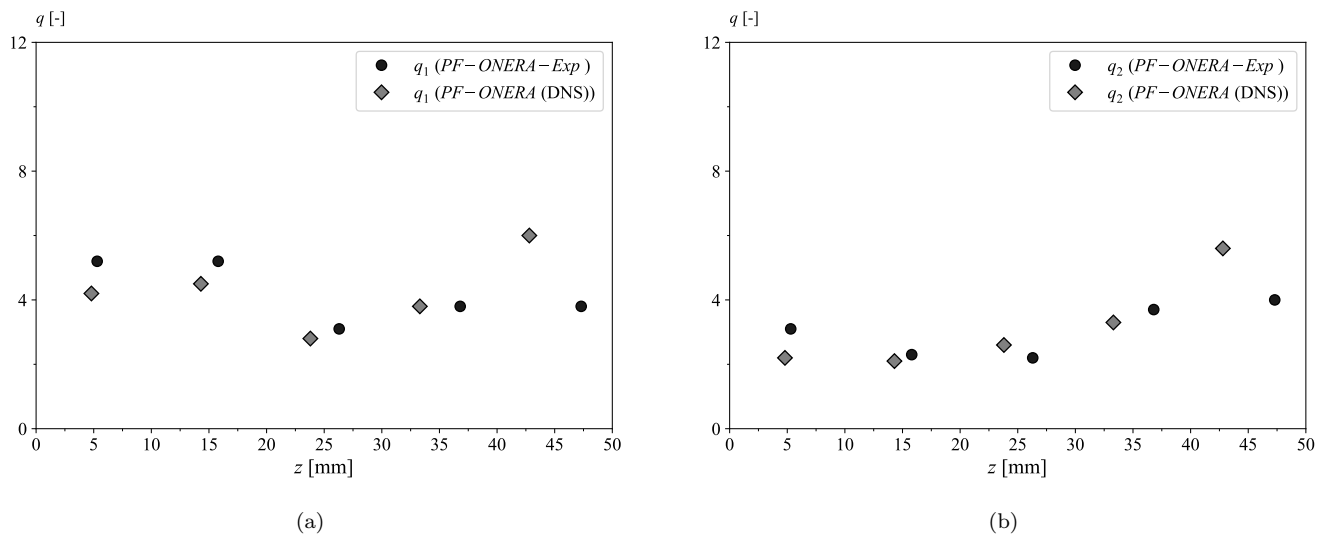 q [-]
12
8
4
0
0 5 10 15 20 25 30 35 40 45 50
z [mm]
q₁ (PF−ONERA−Exp )
q₁ (PF−ONERA (DNS))
(a)
q [-]
12
8
4
0
0 5 10 15 20 25 30 35 40 45 50
z [mm]
q₂ (PF−ONERA−Exp )
q₂ (PF−ONERA (DNS))
(b)